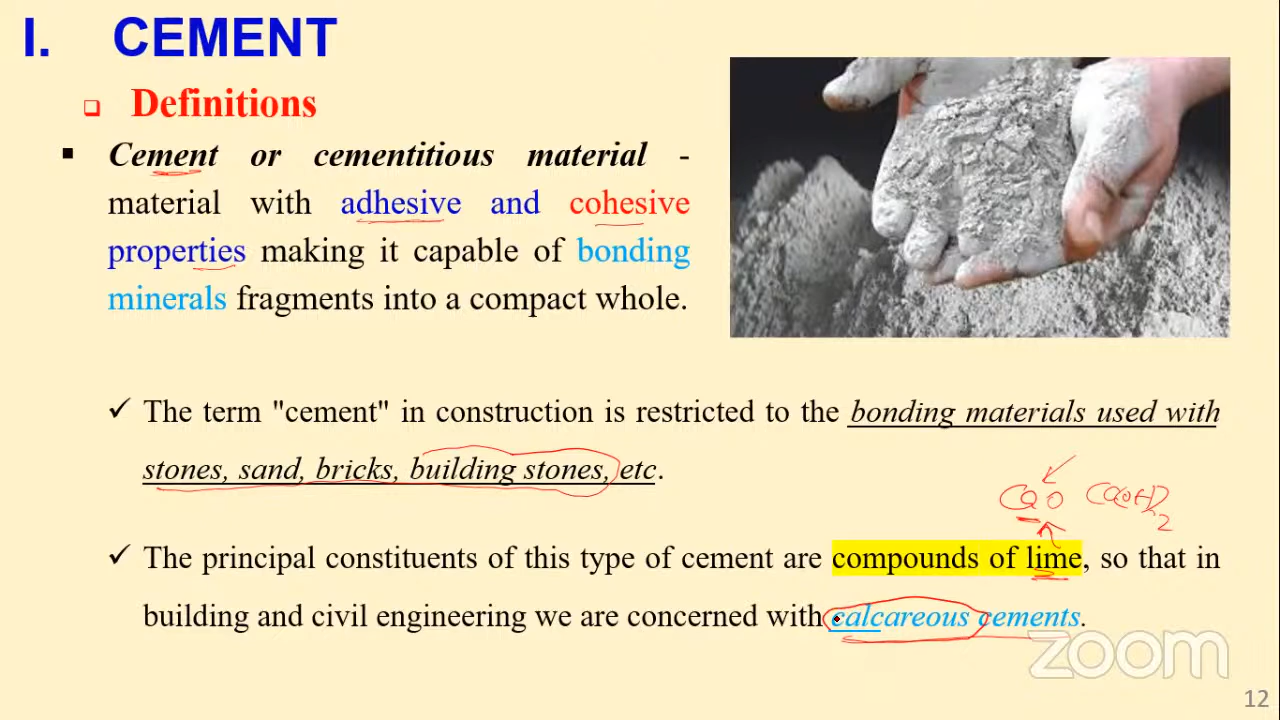 I. CEMENT
Definitions
Cement or cementitious material -
material with adhesive and cohesive
properties making it capable of bonding
minerals fragments into a compact whole.
The term "cement" in construction is restricted to the bonding materials used with
stones, sand, bricks, building stones, etc.
CaO Ca(OH)2
The principal constituents of this type of cement are compounds of lime, so that in
building and civil engineering we are concerned with calcareous cements.
zoom
12